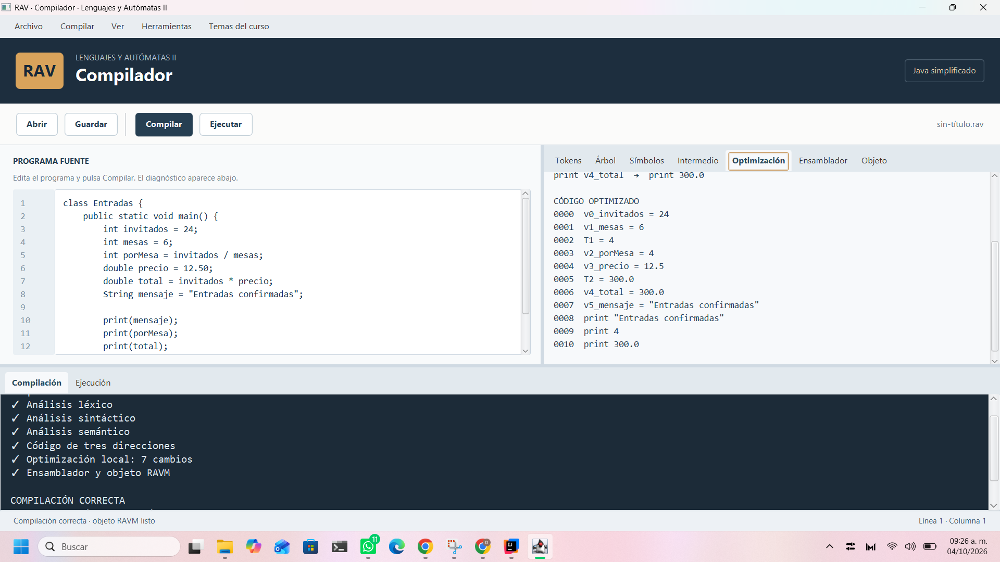 RAV · Compilador · Lenguajes y Autómatas II
Archivo Compilar Ver Herramientas Temas del curso
RAV
LENGUAJES Y AUTÓMATAS II
Compilador
Java simplificado
Abrir Guardar Compilar Ejecutar
sin-título.rav
PROGRAMA FUENTE
Edita el programa y pulsa Compilar. El diagnóstico aparece abajo.
1 class Entradas {
2 public static void main() {
3 int invitados = 24;
4 int mesas = 6;
5 int porMesa = invitados / mesas;
6 double precio = 12.50;
7 double total = invitados * precio;
8 String mensaje = "Entradas confirmadas";
9
10 print(mensaje);
11 print(porMesa);
12 print(total);
Tokens Árbol Símbolos Intermedio Optimización Ensamblador Objeto
print v4_total → print 300.0
CÓDIGO OPTIMIZADO
0000 v0_invitados = 24
0001 v1_mesas = 6
0002 T1 = 4
0003 v2_porMesa = 4
0004 v3_precio = 12.5
0005 T2 = 300.0
0006 v4_total = 300.0
0007 v5_mensaje = "Entradas confirmadas"
0008 print "Entradas confirmadas"
0009 print 4
0010 print 300.0
Compilación Ejecución
✓ Análisis léxico
✓ Análisis sintáctico
✓ Análisis semántico
✓ Código de tres direcciones
✓ Optimización local: 7 cambios
✓ Ensamblador y objeto RAVM
COMPILACIÓN CORRECTA
Compilación correcta · objeto RAVM listo
Línea 1 · Columna 1
Buscar
11
09:26 a. m.
04/10/2026